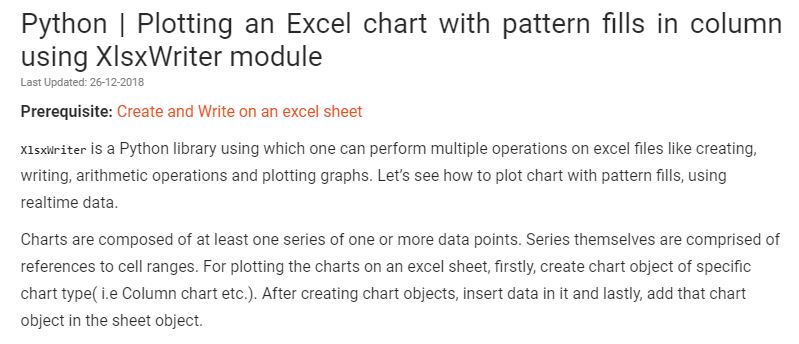 Python | Plotting an Excel chart with pattern fills in column
using XlsxWriter module
Last Updated: 26-12-2018
Prerequisite: Create and Write on an excel sheet
XlsxWriter is a Python library using which one can perform multiple operations on excel files like creating,
writing, arithmetic operations and plotting graphs. Let’s see how to plot chart with pattern fills, using
realtime data.
Charts are composed of at least one series of one or more data points. Series themselves are comprised of
references to cell ranges. For plotting the charts on an excel sheet, firstly, create chart object of specific
chart type( i.e Column chart etc.). After creating chart objects, insert data in it and lastly, add that chart
object in the sheet object.